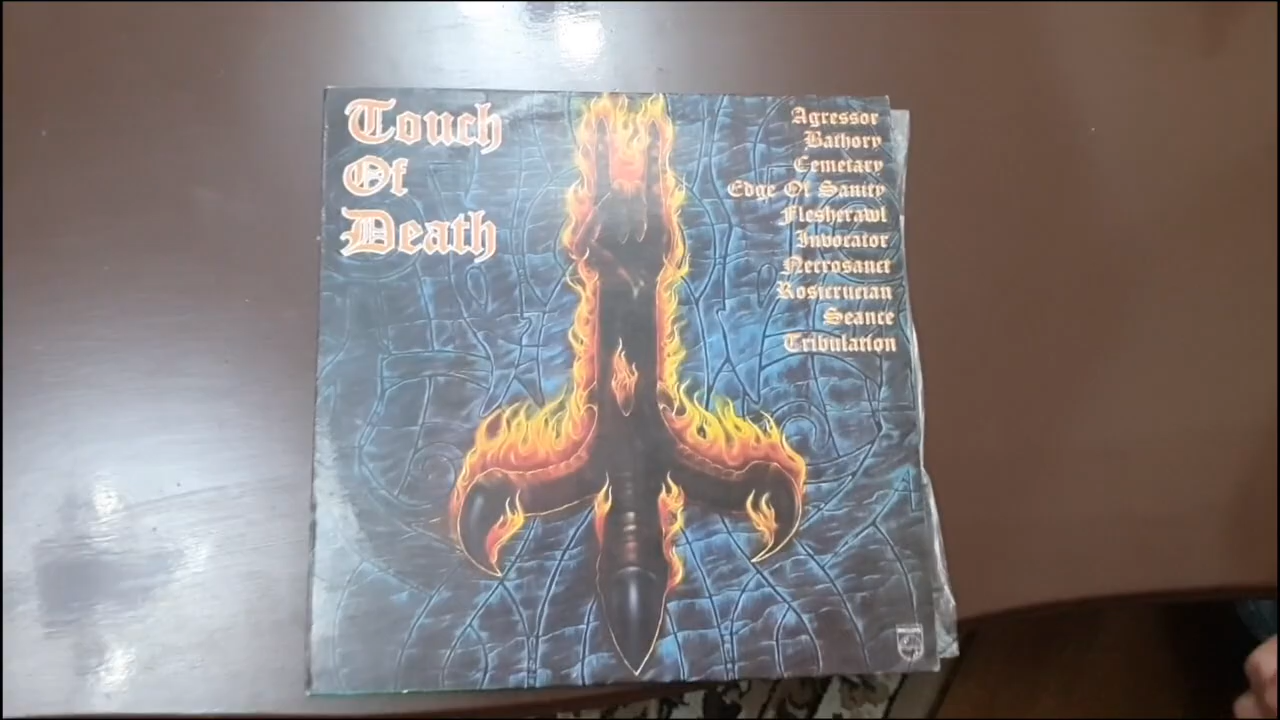 Touch
Of
Death
Agressor
Bathory
Cemetary
Edge Of Sanity
Flesherawl
Invocator
Necrosanct
Rosicrucian
Seance
Tribulation